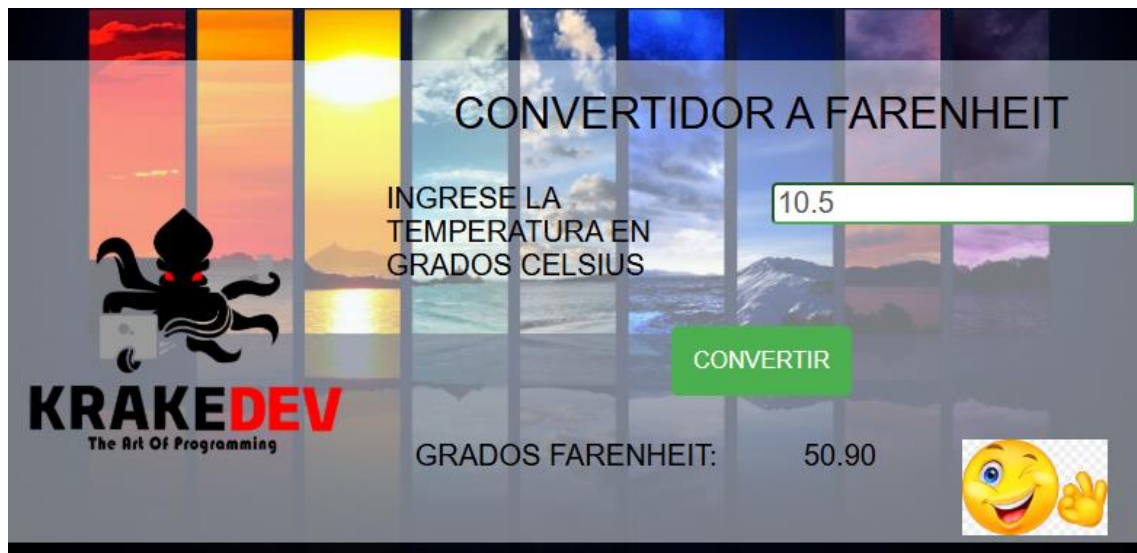 CONVERTIDOR A FARENHEIT
INGRESE LA
TEMPERATURA EN
GRADOS CELSIUS
10.5
CONVERTIR
KRAKEDEV
The Art Of Programming
GRADOS FARENHEIT: 50.90